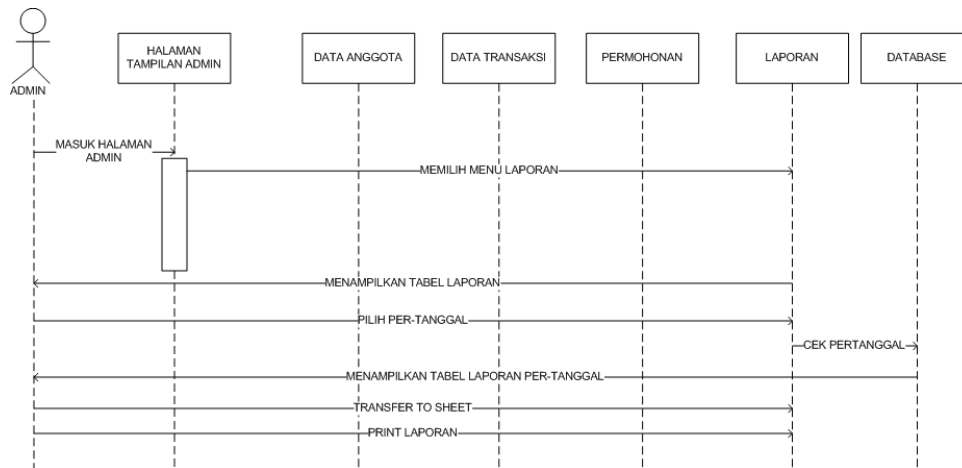 HALAMAN
TAMPILAN ADMIN
DATA ANGGOTA
DATA TRANSAKSI
PERMOHONAN
LAPORAN
DATABASE
ADMIN
MASUK HALAMAN
ADMIN
MEMILIH MENU LAPORAN
MENAMPILKAN TABEL LAPORAN
PILIH PER-TANGGAL
CEK PERTANGGAL
MENAMPILKAN TABEL LAPORAN PER-TANGGAL
TRANSFER TO SHEET
PRINT LAPORAN